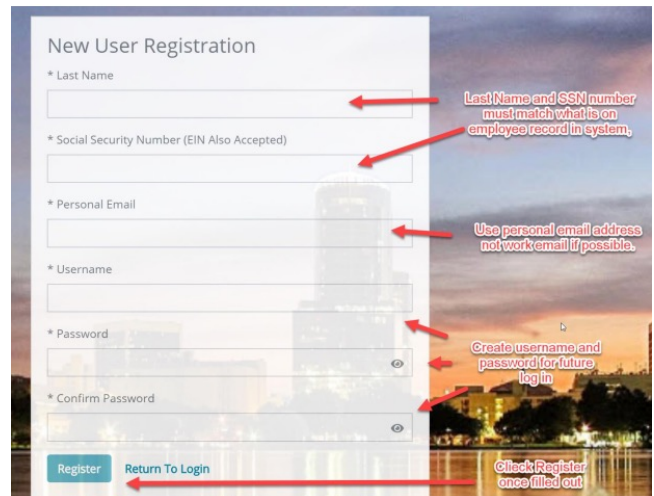 New User Registration
* Last Name
Last Name and SSN number
must match what is on
employee record in system,
* Social Security Number (EIN Also Accepted)
* Personal Email
Use personal email address
not work email if possible.
* Username
* Password
Create username and
password for future
log in
* Confirm Password
Register Return To Login
Clieck Register
once filled out